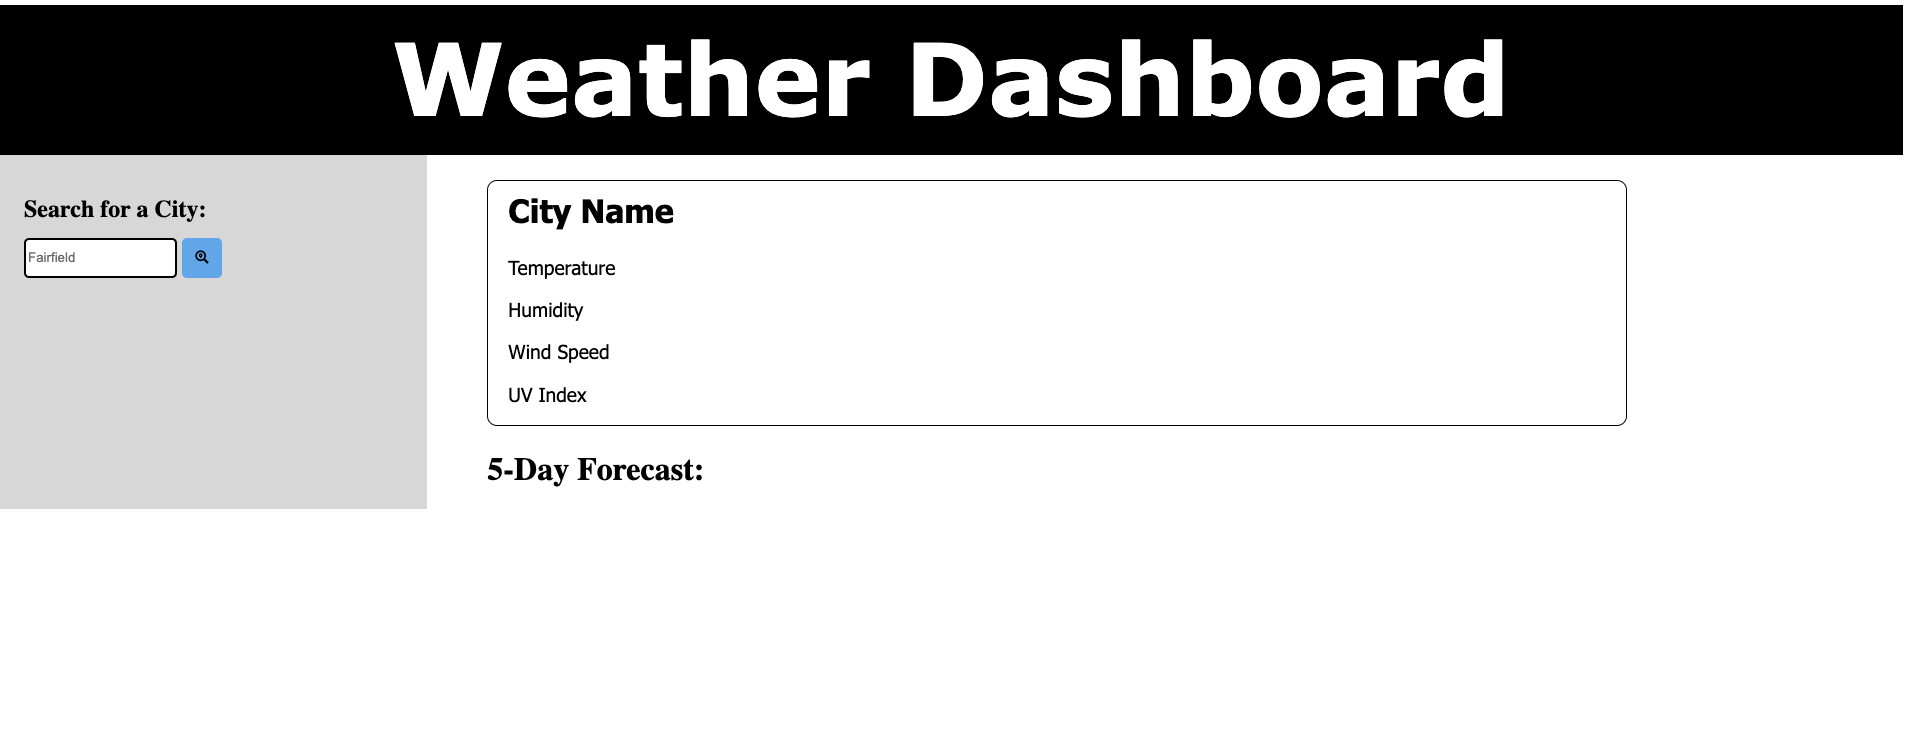 Weather Dashboard
Search for a City:
Fairfield
City Name
Temperature
Humidity
Wind Speed
UV Index
5-Day Forecast: